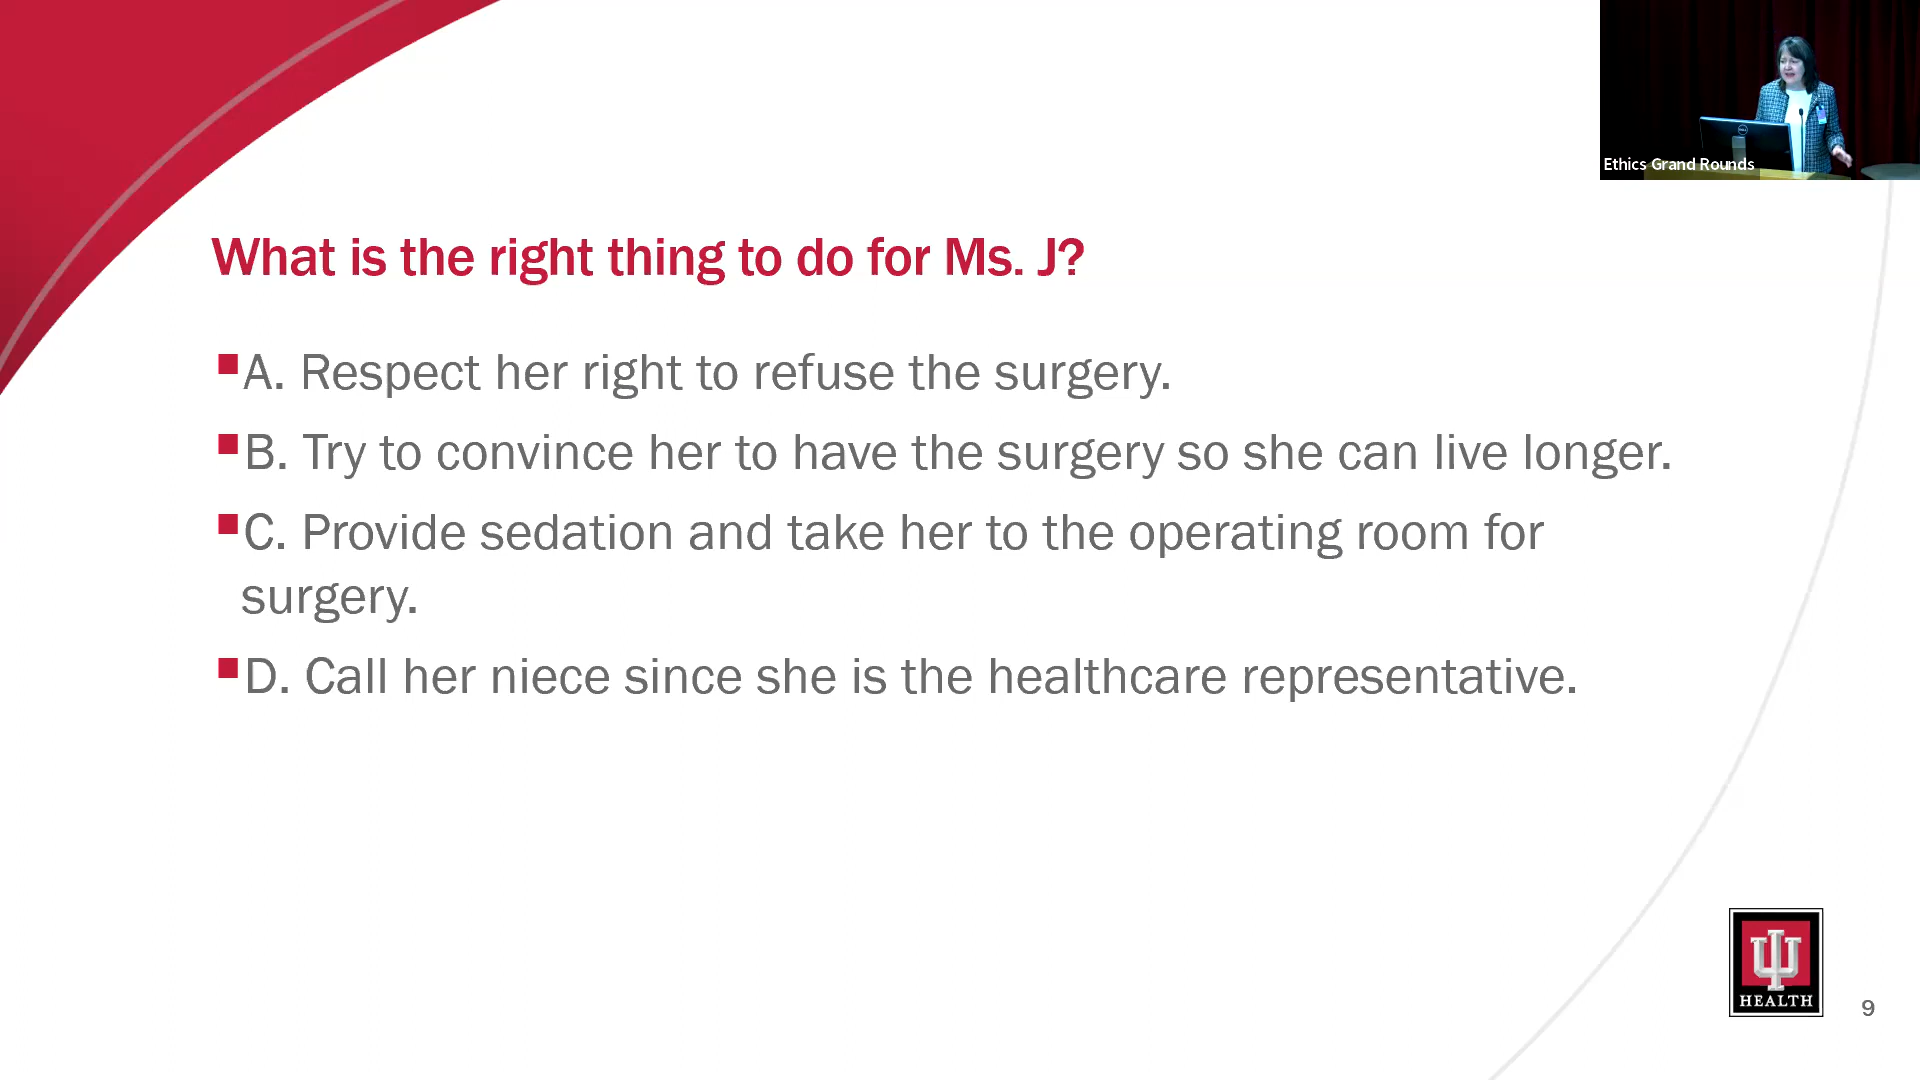 Ethics Grand Rounds
What is the right thing to do for Ms. J?
A. Respect her right to refuse the surgery.
B. Try to convince her to have the surgery so she can live longer.
C. Provide sedation and take her to the operating room for
surgery.
D. Call her niece since she is the healthcare representative.
HEALTH
9